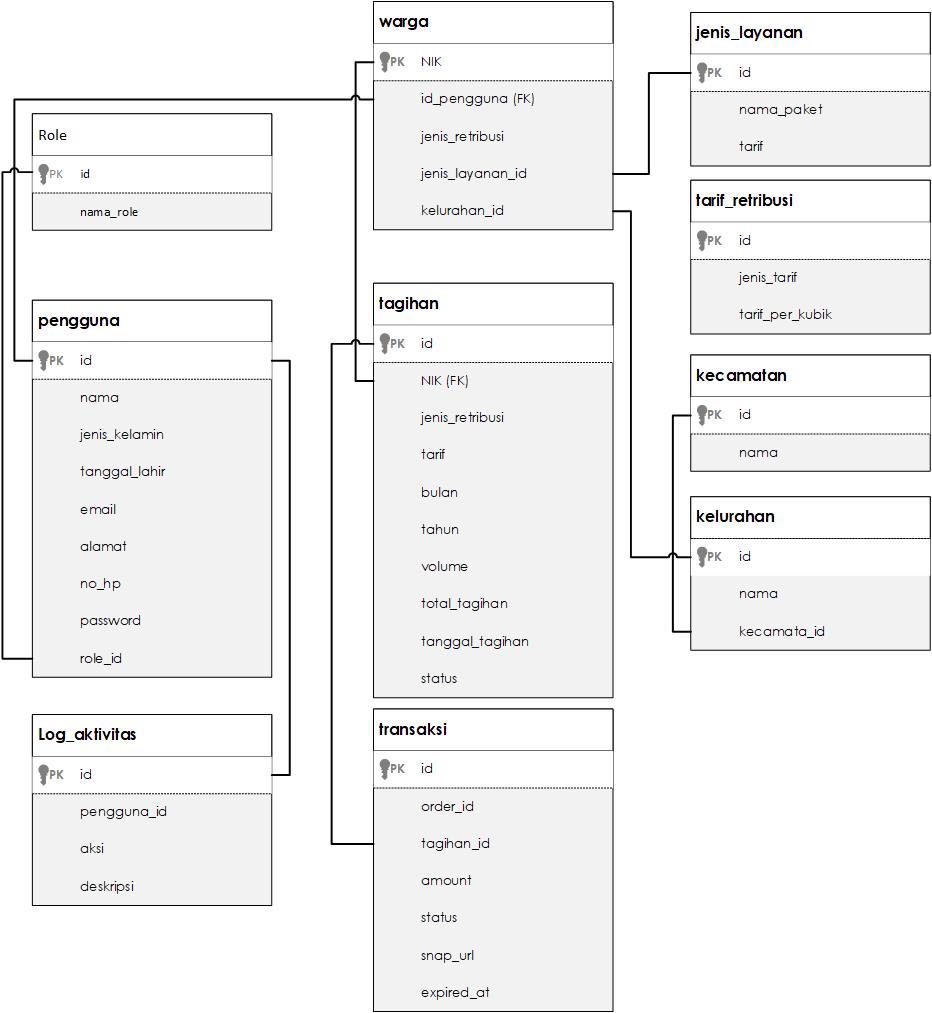 warga
PK NIK
id_pengguna (FK)
jenis_retribusi
jenis_layanan_id
kelurahan_id
jenis_layanan
PK id
nama_paket
tarif
Role
PK id
nama_role
tarif_retribusi
PK id
jenis_tarif
tarif_per_kubik
pengguna
PK id
nama
jenis_kelamin
tanggal_lahir
email
alamat
no_hp
password
role_id
tagihan
PK id
NIK (FK)
jenis_retribusi
tarif
bulan
tahun
volume
total_tagihan
tanggal_tagihan
status
kecamatan
PK id
nama
kelurahan
PK id
nama
kecamata_id
Log_aktivitas
PK id
pengguna_id
aksi
deskripsi
transaksi
PK id
order_id
tagihan_id
amount
status
snap_url
expired_at